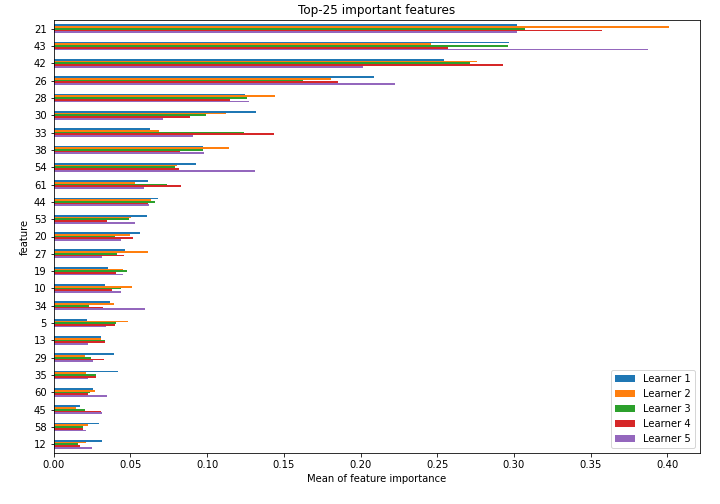 Top-25 important features
feature
21
43
42
26
28
30
33
38
54
61
44
53
20
27
19
10
34
5
13
29
35
60
45
58
12
Learner 1
Learner 2
Learner 3
Learner 4
Learner 5
0.00 0.05 0.10 0.15 0.20 0.25 0.30 0.35 0.40
Mean of feature importance